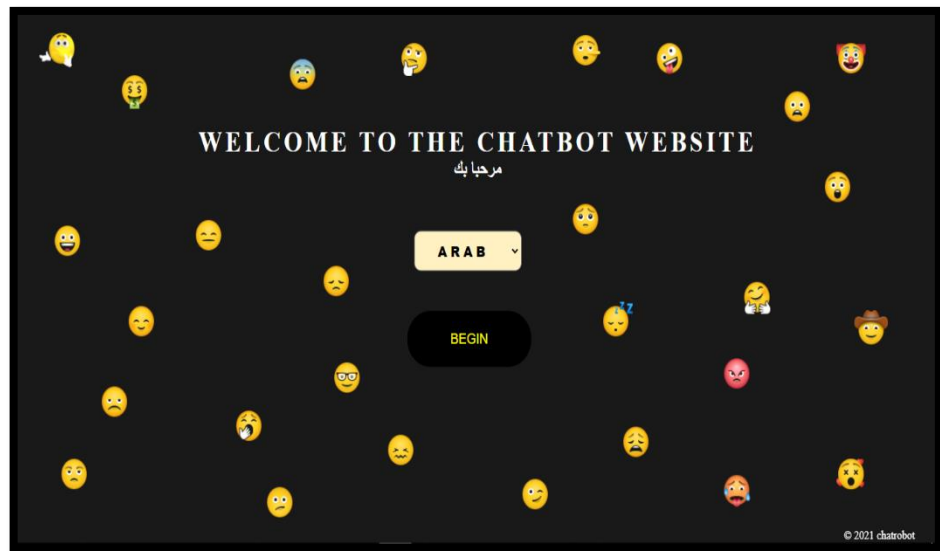 WELCOME TO THE CHATBOT WEBSITE
مرحبا بك
ARAB
BEGIN
© 2021 chatrobot